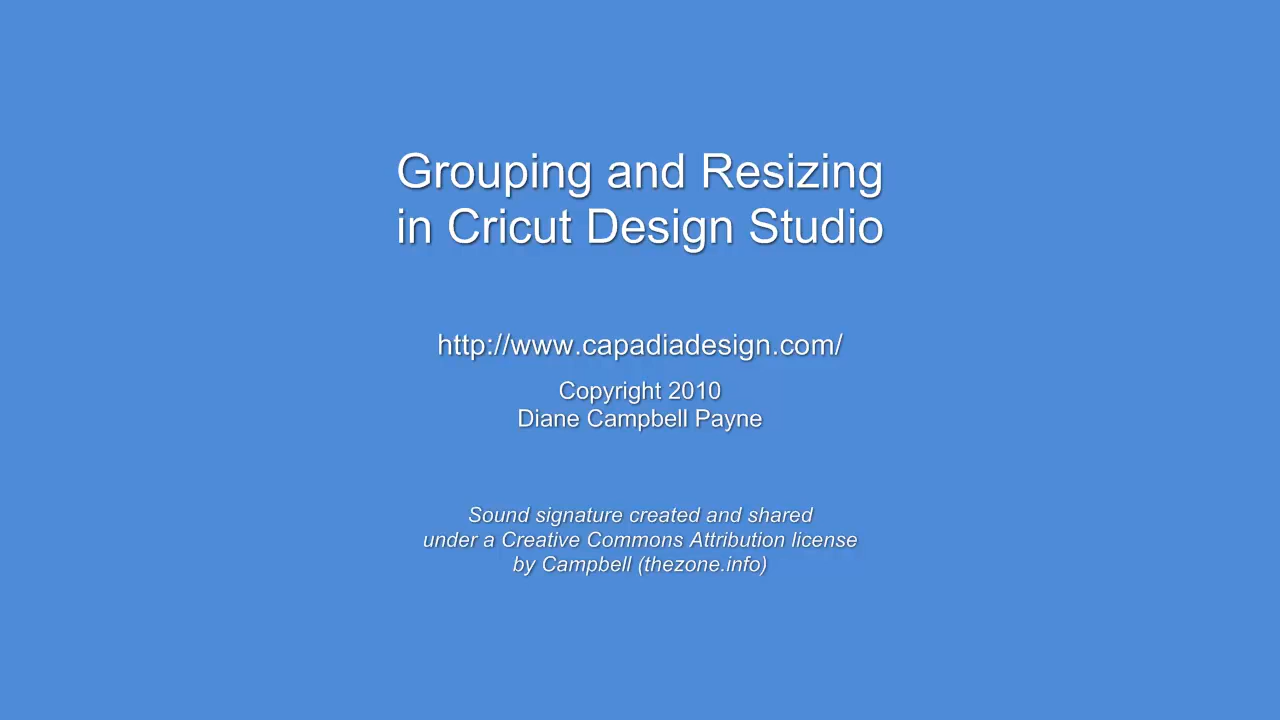 Grouping and Resizing
in Cricut Design Studio
http://www.capadiadesign.com/
Copyright 2010
Diane Campbell Payne
Sound signature created and shared
under a Creative Commons Attribution license
by Campbell (thezone.info)